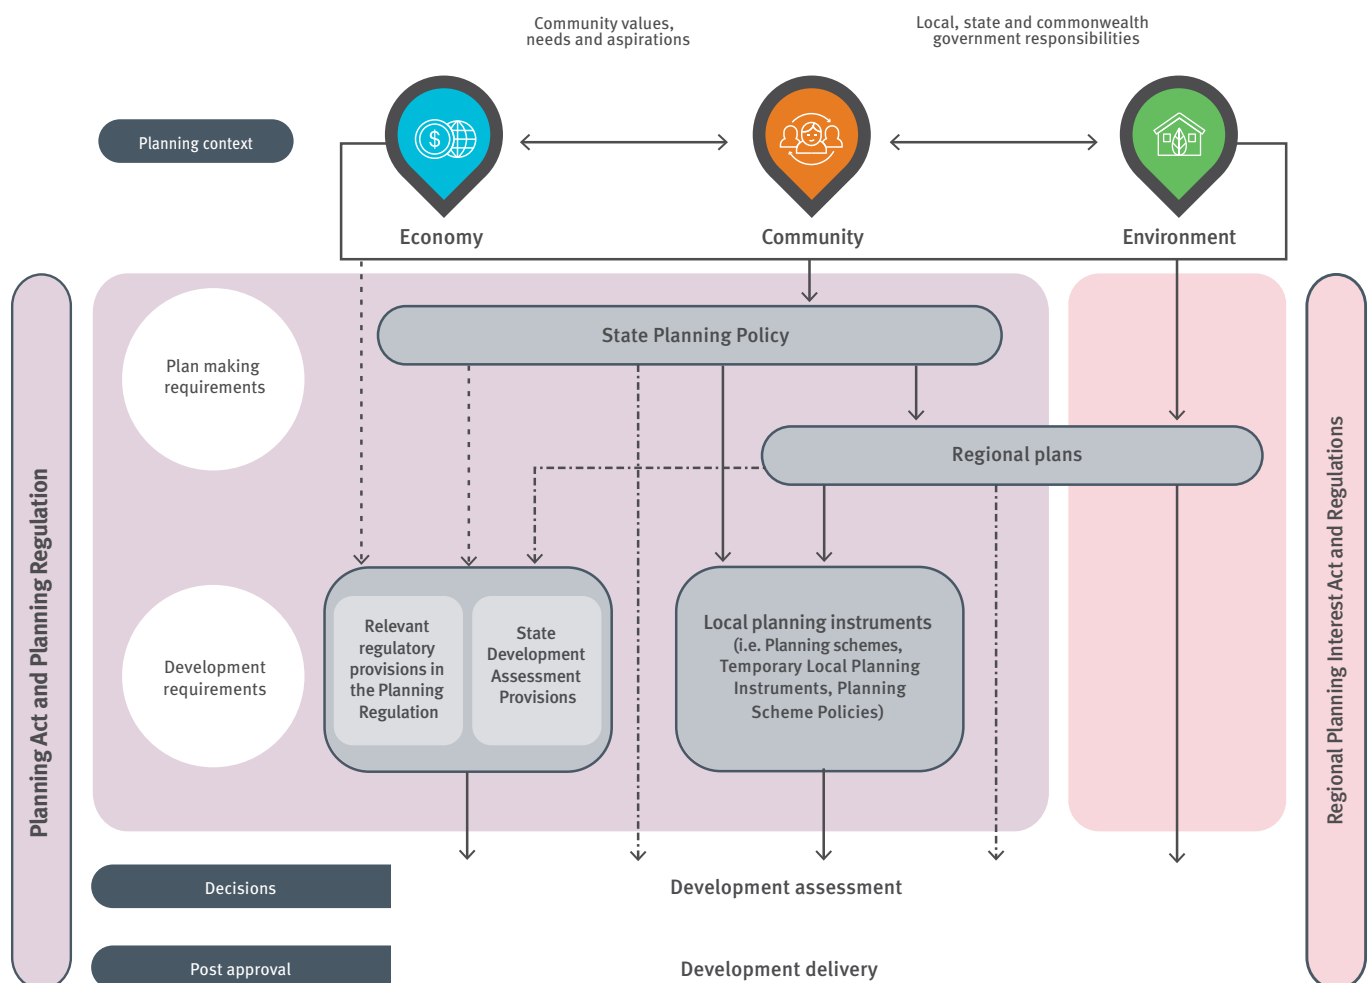 Community values,
needs and aspirations
Local, state and commonwealth
government responsibilities
Planning context
$
Economy
Community
Environment
Planning Act and Planning Regulation
Regional Planning Interest Act and Regulations
Plan making
requirements
State Planning Policy
Regional plans
Development
requirements
Relevant
regulatory
provisions in
the Planning
Regulation
State
Development
Assessment
Provisions
Local planning instruments
(i.e. Planning schemes,
Temporary Local Planning
Instruments, Planning
Scheme Policies)
Decisions
Development assessment
Post approval
Development delivery